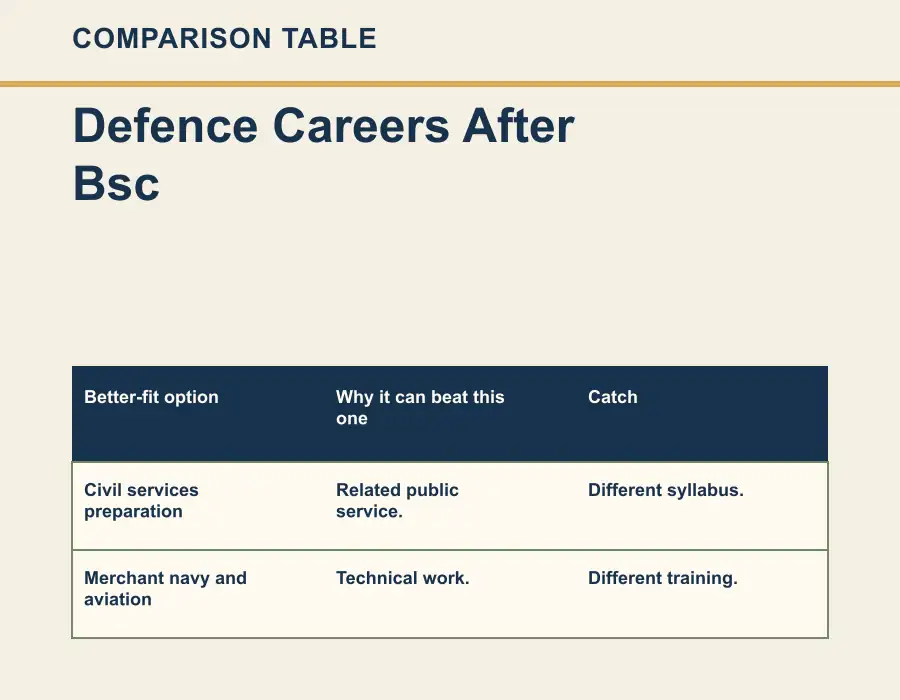 COMPARISON TABLE
Defence Careers After
Bsc
Better-fit option
Why it can beat this
one
Catch
Civil services
preparation
Related public
service.
Different syllabus.
Merchant navy and
aviation
Technical work.
Different training.